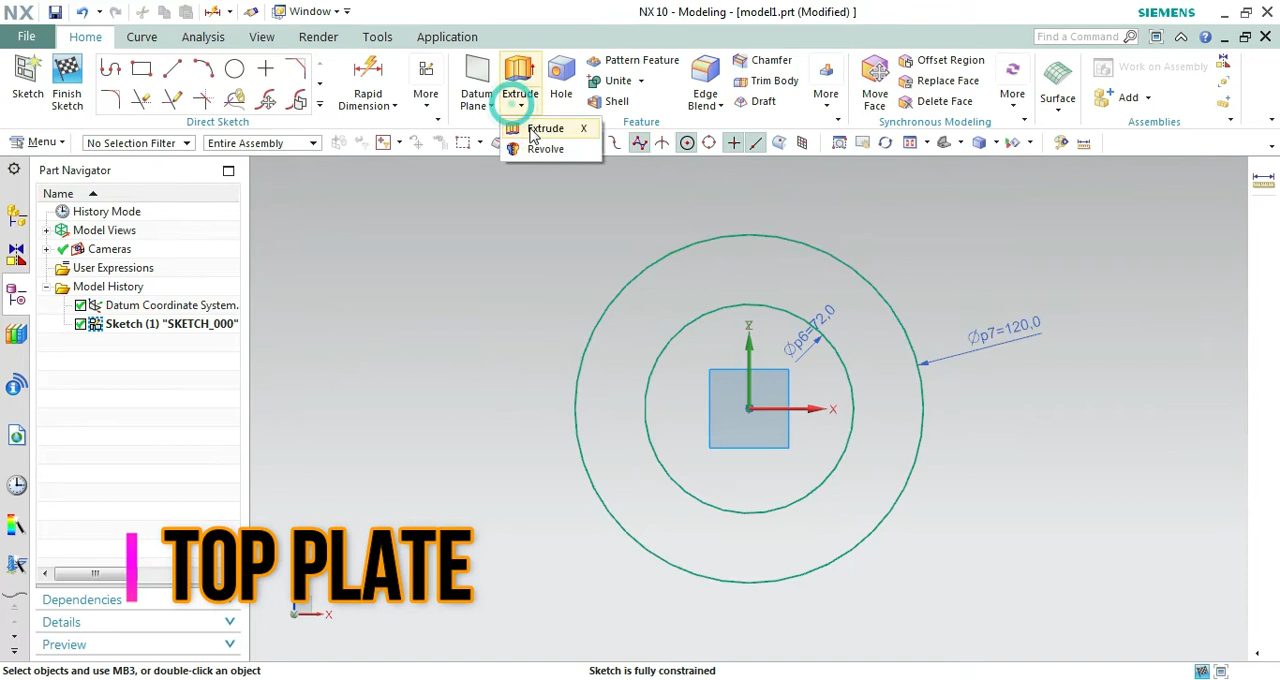 NX
Window
NX 10 - Modeling - [model1.prt (Modified) ]
SIEMENS
File
Home
Curve
Analysis
View
Render
Tools
Application
Find a Command
Sketch
Finish
Sketch
Rapid
Dimension
More
Direct Sketch
Datum
Plane
Extrude
Hole
Pattern Feature
Unite
Shell
Edge
Blend
Chamfer
Trim Body
Draft
More
Feature
Move
Face
Offset Region
Replace Face
Delete Face
More
Synchronous Modeling
Surface
Work on Assembly
Add
Assemblies
Menu
No Selection Filter
Entire Assembly
Extrude X
Revolve
Part Navigator
Name
History Mode
Model Views
Cameras
User Expressions
Model History
Datum Coordinate System.
Sketch (1) "SKETCH_000"
Øp6=72,0
Øp7=120,0
X
TOP PLATE
X
Dependencies
Details
Preview
Select objects and use MB3, or double-click an object
Sketch is fully constrained